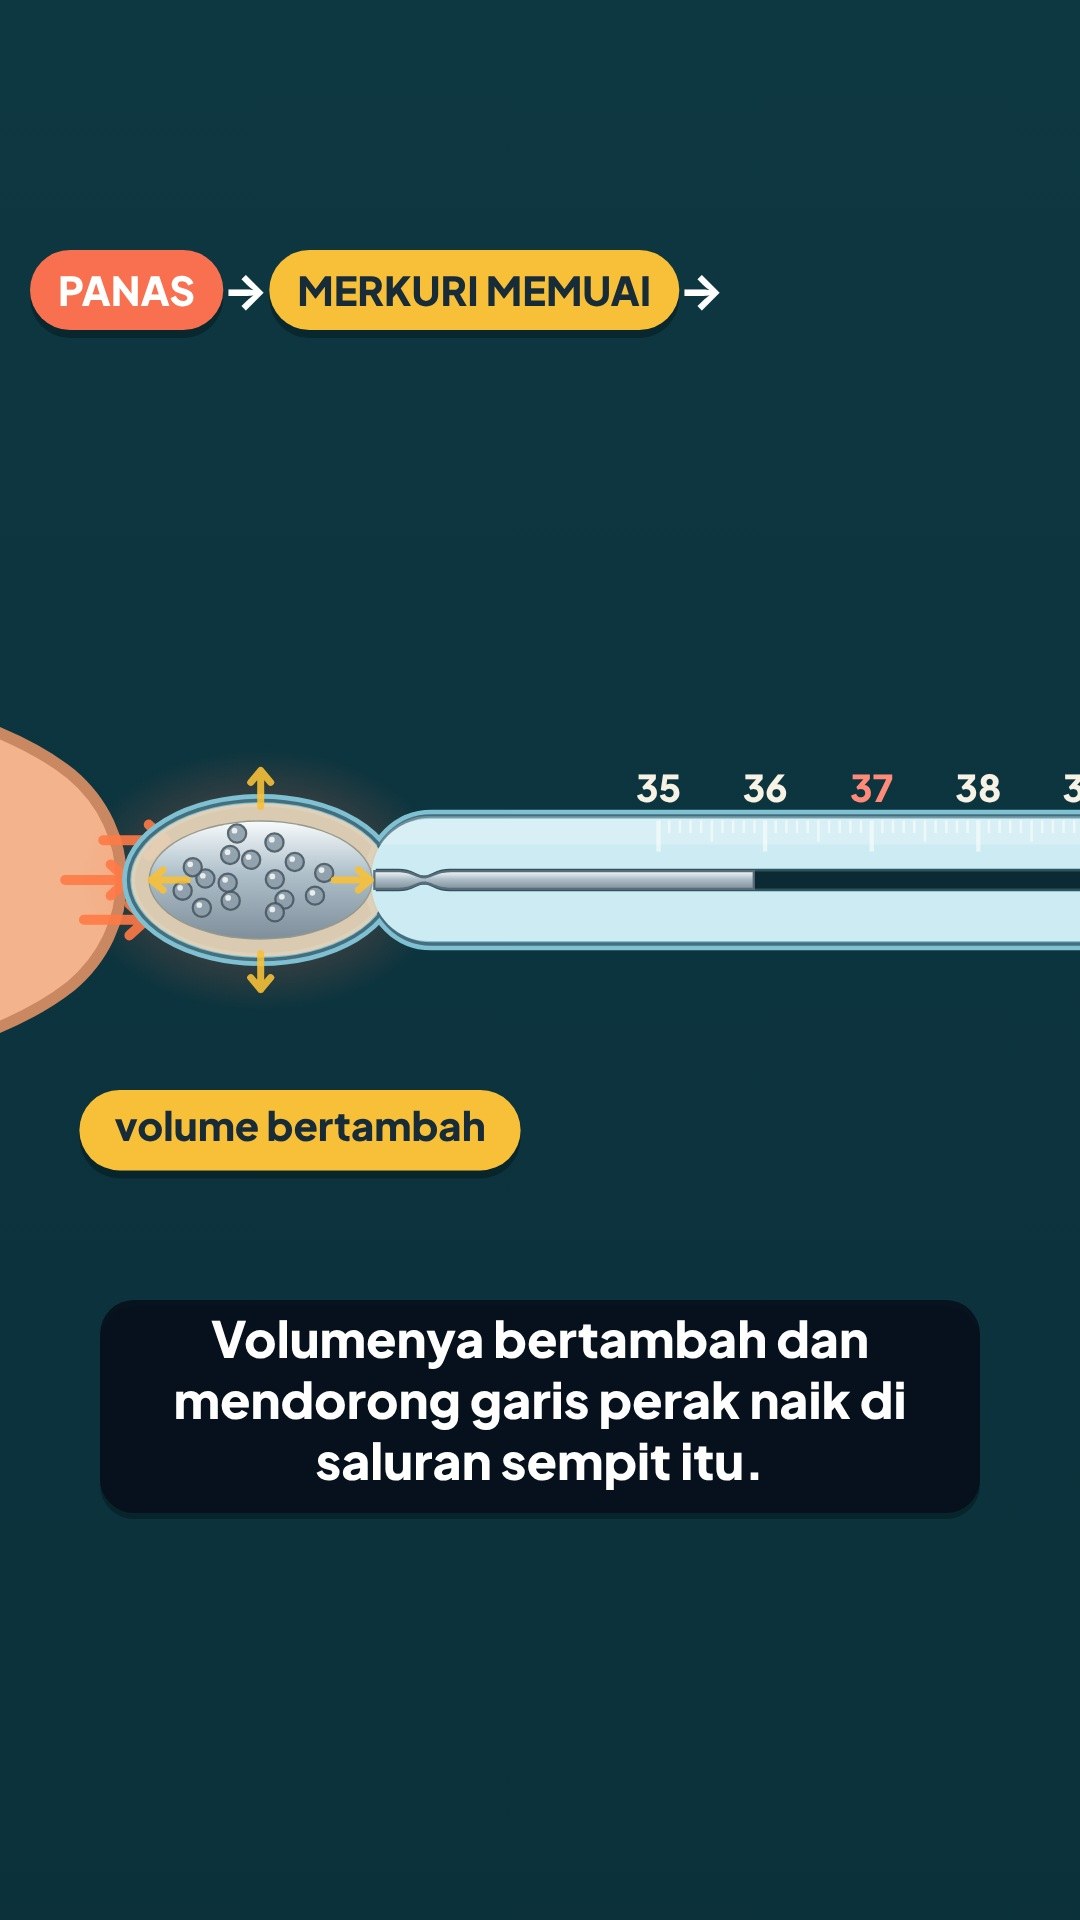 PANAS → MERKURI MEMUAI →
35 36 37 38
volume bertambah
Volumenya bertambah dan
mendorong garis perak naik di
saluran sempit itu.